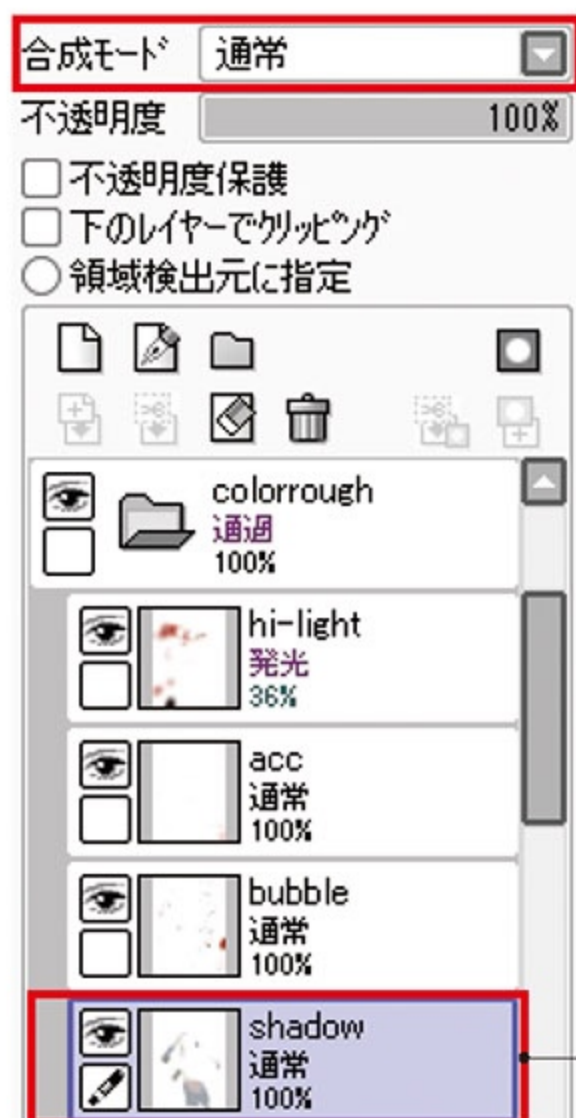 合成モード 通常
不透明度 100%
不透明度保護
下のレイヤーでクリッピング
領域検出元に指定
colorrough
通過
100%
hi-light
発光
36%
acc
通常
100%
bubble
通常
100%
shadow
通常
100%